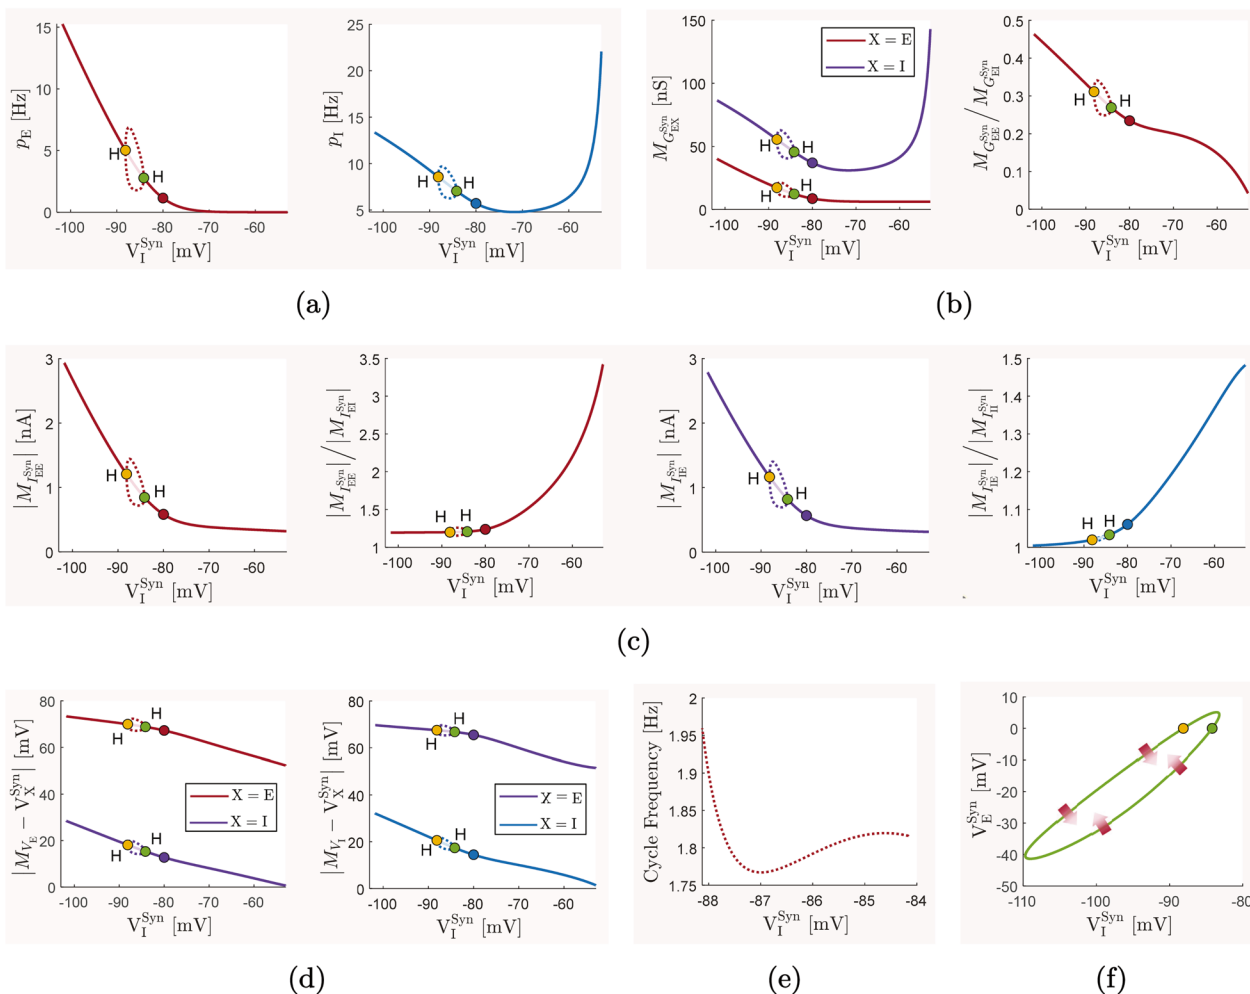 15
10
5
0
p_E [Hz]
-100 -90 -80 -70 -60
V_I^Syn [mV]
H
H
25
20
15
10
5
p_I [Hz]
-100 -90 -80 -70 -60
V_I^Syn [mV]
H
H
(a)
150
100
50
0
M_{G_EX^Syn} [nS]
-100 -90 -80 -70 -60
V_I^Syn [mV]
X = E
X = I
H
H
H
H
0.5
0.4
0.3
0.2
0.1
0
M_{G_EE^Syn} / M_{G_EI^Syn}
-100 -90 -80 -70 -60
V_I^Syn [mV]
H
H
(b)
3
2
1
0
|M_{I_EE^Syn}| [nA]
-100 -90 -80 -70 -60
V_I^Syn [mV]
H
H
3.5
3
2.5
2
1.5
1
|M_{I_EE^Syn}| / |M_{I_EI^Syn}|
-100 -90 -80 -70 -60
V_I^Syn [mV]
H
H
3
2
1
0
|M_{I_IE^Syn}| [nA]
-100 -90 -80 -70 -60
V_I^Syn [mV]
H
H
1.5
1.4
1.3
1.2
1.1
1
|M_{I_IE^Syn}| / |M_{I_II^Syn}|
-100 -90 -80 -70 -60
V_I^Syn [mV]
H
H
(c)
80
60
40
20
0
|M_{V_E} − V_X^Syn| [mV]
-100 -90 -80 -70 -60
V_I^Syn [mV]
X = E
X = I
H
H
H
H
80
60
40
20
0
|M_{V_I} − V_X^Syn| [mV]
-100 -90 -80 -70 -60
V_I^Syn [mV]
X = E
X = I
H
H
H
H
(d)
2
1.95
1.9
1.85
1.8
1.75
Cycle Frequency [Hz]
-88 -87 -86 -85 -84
V_I^Syn [mV]
(e)
10
0
-10
-20
-30
-40
-50
V_E^Syn [mV]
-110 -100 -90 -80
V_I^Syn [mV]
(f)